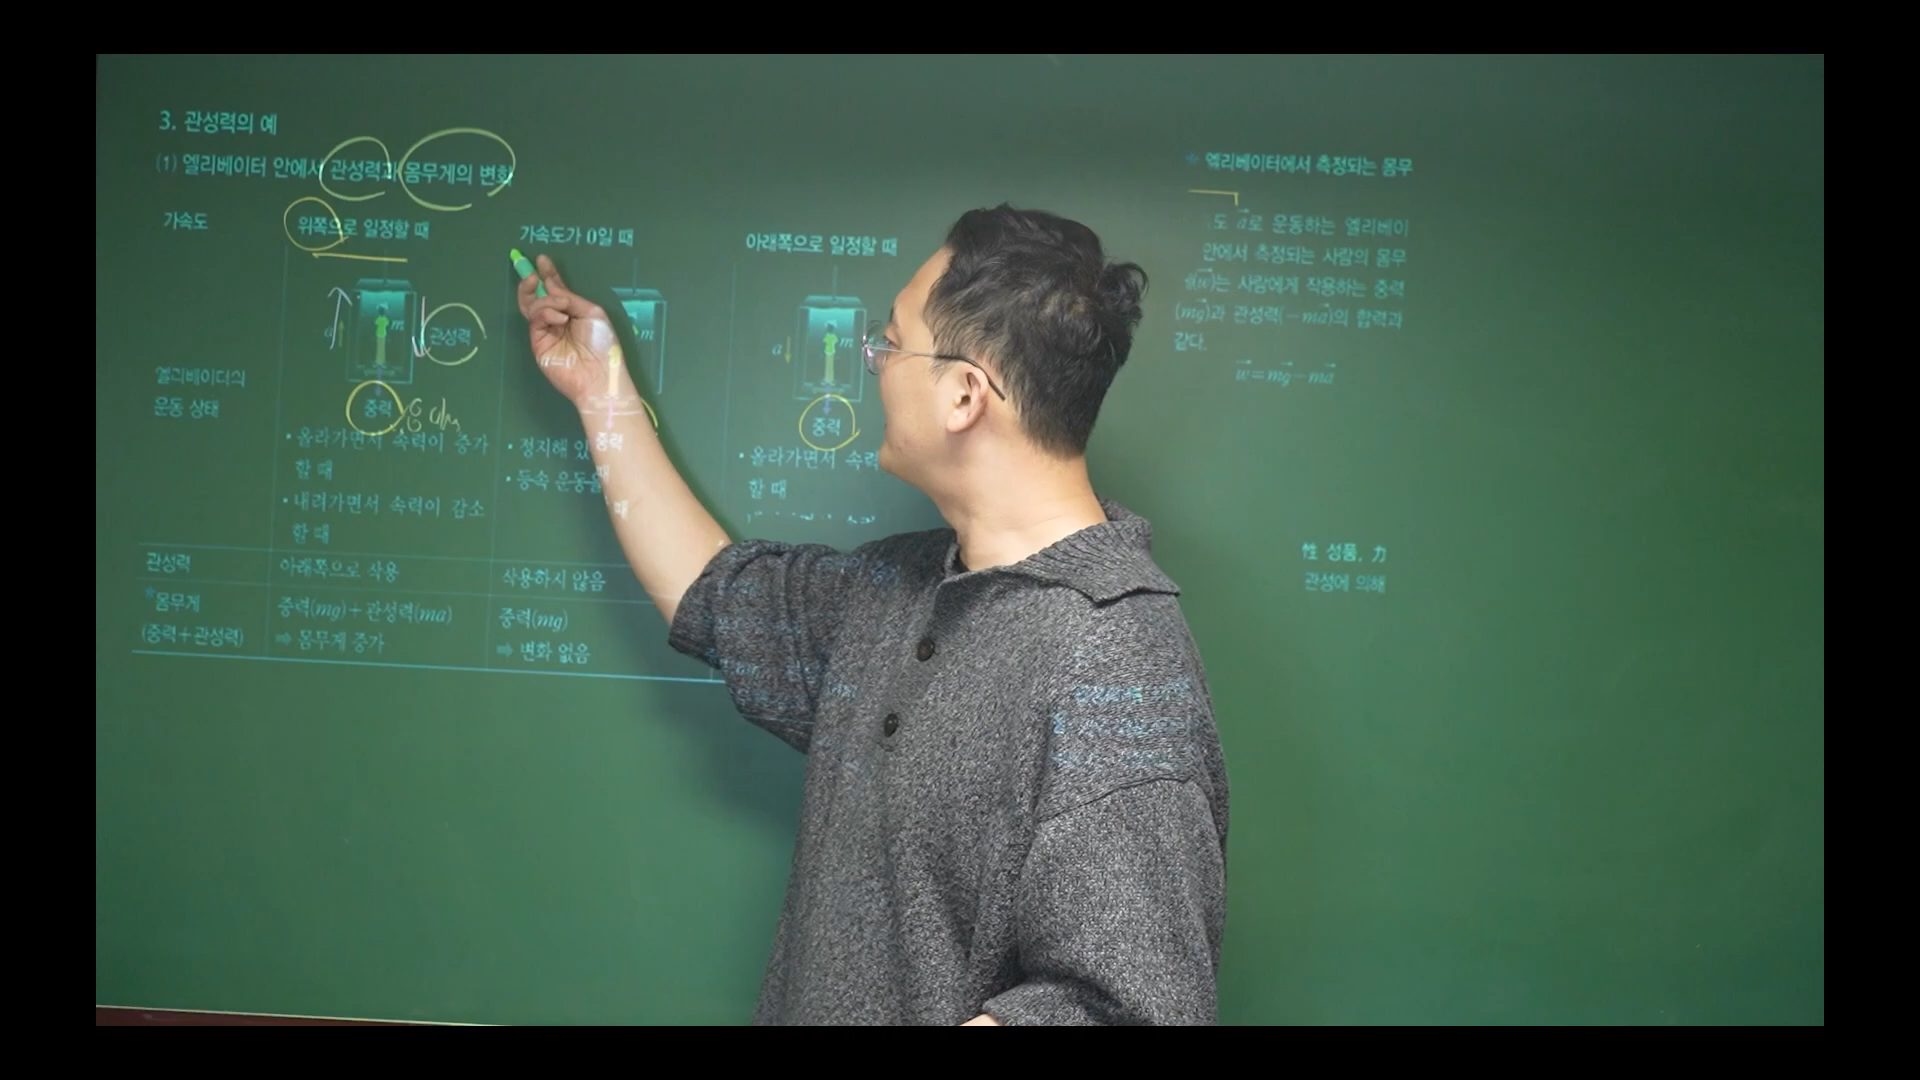 3. 관성력의 예
(1) 엘리베이터 안에서 관성력과 몸무게의 변화
가속도
위쪽으로 일정할 때
가속도가 0일 때
아래쪽으로 일정할 때
엘리베이터의
운동 상태
a
m
관성력
중력
• 올라가면서 속력이 증가
할 때
• 내려가면서 속력이 감소
할 때
a=0
m
중력
• 정지해 있
• 등속 운동을
때
a
m
중력
• 올라가면서 속력
할 때
관성력
아래쪽으로 작용
작용하지 않음
*몸무게
(중력+관성력)
중력(mg)+관성력(ma)
➡ 몸무게 증가
중력(mg)
➡ 변화 없음
* 엘리베이터에서 측정되는 몸무
도 a⃗로 운동하는 엘리베이
안에서 측정되는 사람의 몸무
(w⃗)는 사람에게 작용하는 중력
(mg⃗)과 관성력(−ma⃗)의 합력과
같다.
w⃗=mg⃗−ma⃗
性 성품, 力
관성에 의해